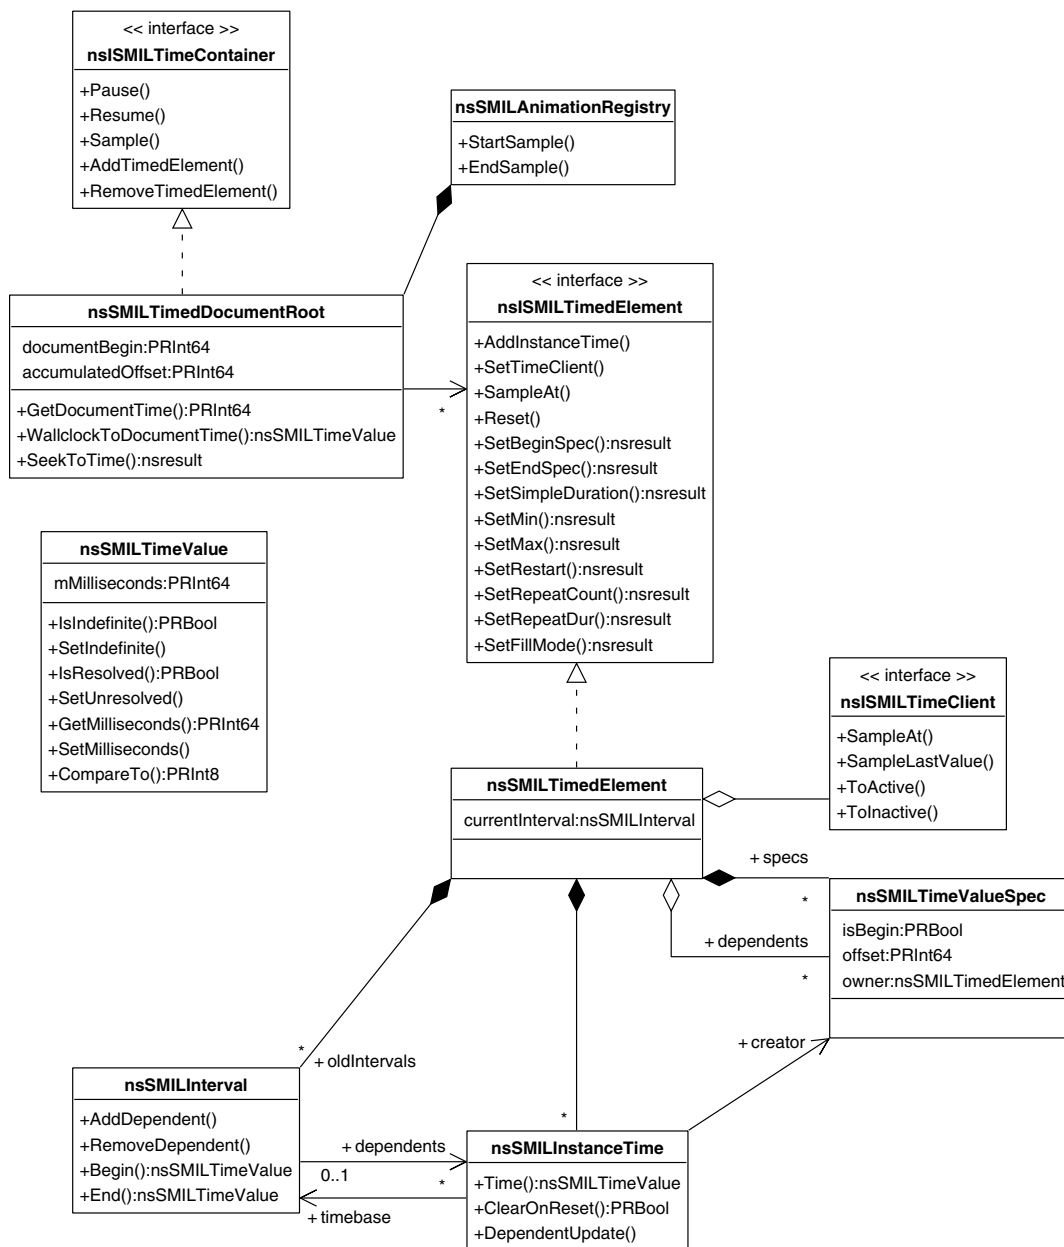 << interface >>
nsISMILTimeContainer
+Pause()
+Resume()
+Sample()
+AddTimedElement()
+RemoveTimedElement()
nsSMILAnimationRegistry
+StartSample()
+EndSample()
nsSMILTimedDocumentRoot
documentBegin:PRInt64
accumulatedOffset:PRInt64
+GetDocumentTime():PRInt64
+WallclockToDocumentTime():nsSMILTimeValue
+SeekToTime():nsresult
*
<< interface >>
nsISMILTimedElement
+AddInstanceTime()
+SetTimeClient()
+SampleAt()
+Reset()
+SetBeginSpec():nsresult
+SetEndSpec():nsresult
+SetSimpleDuration():nsresult
+SetMin():nsresult
+SetMax():nsresult
+SetRestart():nsresult
+SetRepeatCount():nsresult
+SetRepeatDur():nsresult
+SetFillMode():nsresult
nsSMILTimeValue
mMilliseconds:PRInt64
+IsIndefinite():PRBool
+SetIndefinite()
+IsResolved():PRBool
+SetUnresolved()
+GetMilliseconds():PRInt64
+SetMilliseconds()
+CompareTo():PRInt8
<< interface >>
nsISMILTimeClient
+SampleAt()
+SampleLastValue()
+ToActive()
+ToInactive()
nsSMILTimedElement
currentInterval:nsSMILInterval
+ specs
*
+ dependents
*
nsSMILTimeValueSpec
isBegin:PRBool
offset:PRInt64
owner:nsSMILTimedElement
+ creator
*
+ oldIntervals
nsSMILInterval
+AddDependent()
+RemoveDependent()
+Begin():nsSMILTimeValue
+End():nsSMILTimeValue
+ dependents
0..1
*
+ timebase
*
nsSMILInstanceTime
+Time():nsSMILTimeValue
+ClearOnReset():PRBool
+DependentUpdate()